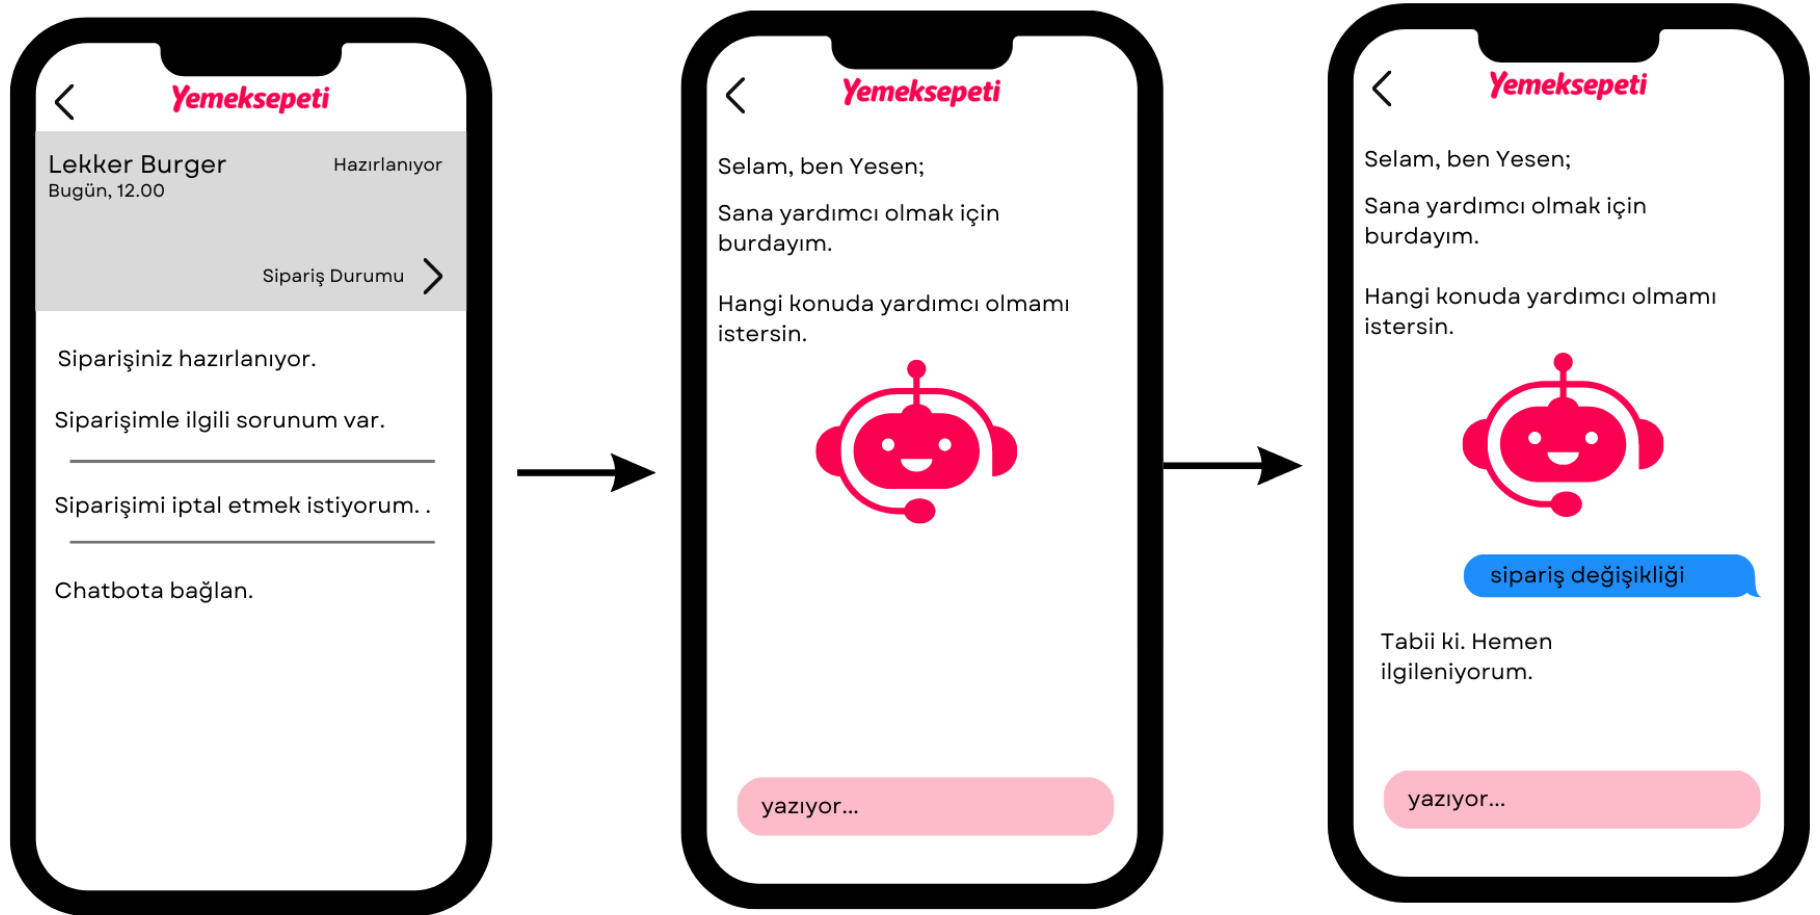 Yemeksepeti
Lekker Burger
Hazırlanıyor
Bugün, 12.00
Sipariş Durumu
Siparişiniz hazırlanıyor.
Siparişimle ilgili sorunum var.
Siparişimi iptal etmek istiyorum. .
Chatbota bağlan.
Yemeksepeti
Selam, ben Yesen;
Sana yardımcı olmak için
burdayım.
Hangi konuda yardımcı olmamı
istersin.
yazıyor...
Yemeksepeti
Selam, ben Yesen;
Sana yardımcı olmak için
burdayım.
Hangi konuda yardımcı olmamı
istersin.
sipariş değişikliği
Tabii ki. Hemen
ilgileniyorum.
yazıyor...